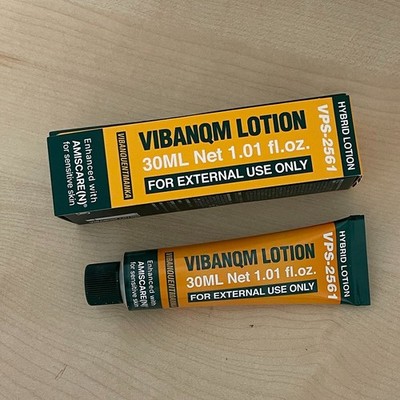 Enhanced with
AMISCARE(N)®
for sensitive skin
VIBANQUENTMANKA
VIBANQM LOTION
30ML Net 1.01 fl.oz.
FOR EXTERNAL USE ONLY
VPS-2561
HYBRID LOTION
Enhanced with
AMISCARE(N)®
for sensitive skin
VIBANQUENTMANKA
VIBANQM LOTION
30ML Net 1.01 fl.oz.
FOR EXTERNAL USE ONLY
VPS-2561
HYBRID LOTION